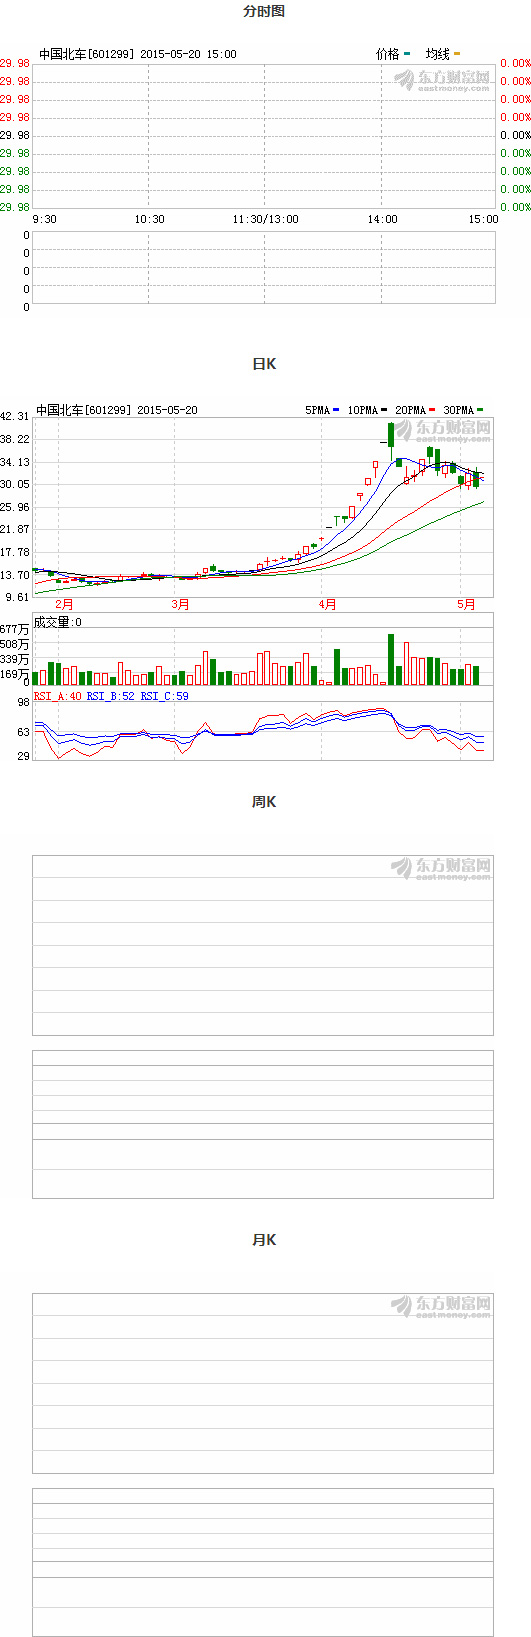 分时图
中国北车[601299] 2015-05-20 15:00 价格 均线
东方财富网
eastmoney.com
29.98 0.00%
29.98 0.00%
29.98 0.00%
29.98 0.00%
29.98 0.00%
29.98 0.00%
29.98 0.00%
29.98 0.00%
29.98 0.00%
9:30 10:30 11:30/13:00 14:00 15:00
0
0
0
0
0
日K
中国北车[601299] 2015-05-20 5PMA 10PMA 20PMA 30PMA
东方财富网
eastmoney.com
42.31
38.22
34.13
30.05
25.96
21.87
17.78
13.70
9.61
2月 3月 4月 5月
成交量:0
677万
508万
339万
169万
0
RSI_A:40 RSI_B:52 RSI_C:59
98
63
29
周K
东方财富网
eastmoney.com
月K
东方财富网
eastmoney.com